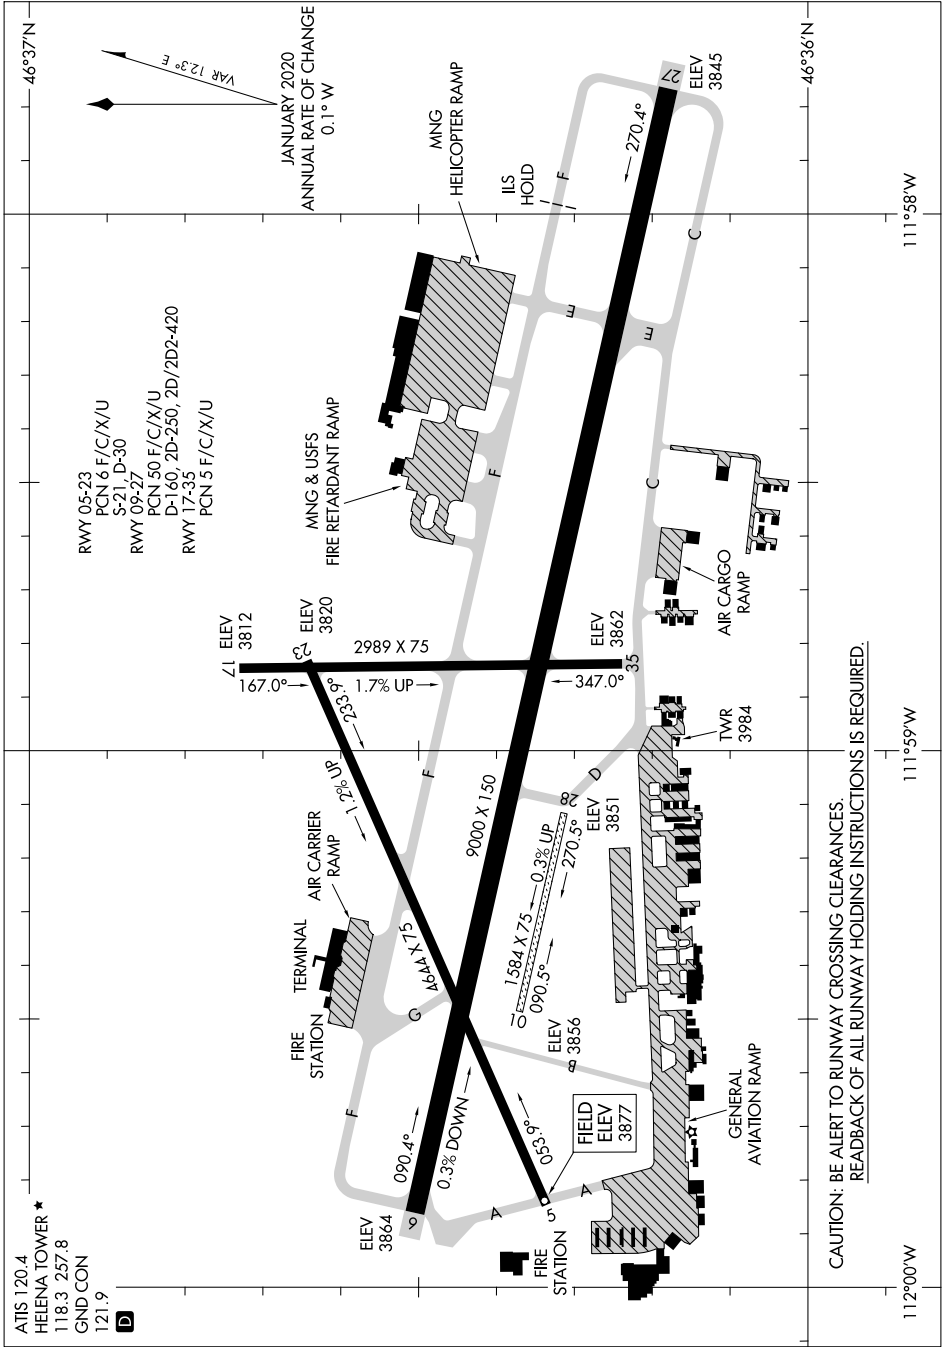 ATIS 120.4
HELENA TOWER ★
118.3 257.8
GND CON
121.9
D
RWY 05-23
PCN 6 F/C/X/U
S-21, D-30
RWY 09-27
PCN 50 F/C/X/U
D-160, 2D-250, 2D/2D2-420
RWY 17-35
PCN 5 F/C/X/U
JANUARY 2020
ANNUAL RATE OF CHANGE
0.1° W
VAR 12.3° E
46°37'N
46°36'N
112°00'W
111°59'W
111°58'W
FIRE
STATION
TERMINAL
AIR CARRIER
RAMP
MNG & USFS
FIRE RETARDANT RAMP
MNG
HELICOPTER RAMP
ILS
HOLD
ELEV
3812
17
ELEV
3820
23
167.0°
1.7% UP
2989 X 75
347.0°
ELEV
3862
35
233.9°
1.2% UP
4644 X 75
053.9°
5
FIELD
ELEV
3877
ELEV
3864
9
090.4°
0.3% DOWN
9000 X 150
270.4°
27
ELEV
3845
ELEV
3856
10
090.5°
1584 X 75
0.3% UP
270.5°
28
ELEV
3851
F
F
F
F
G
A
A
B
D
C
C
E
E
FIRE
STATION
GENERAL
AVIATION RAMP
TWR
3984
AIR CARGO
RAMP
CAUTION: BE ALERT TO RUNWAY CROSSING CLEARANCES.
READBACK OF ALL RUNWAY HOLDING INSTRUCTIONS IS REQUIRED.